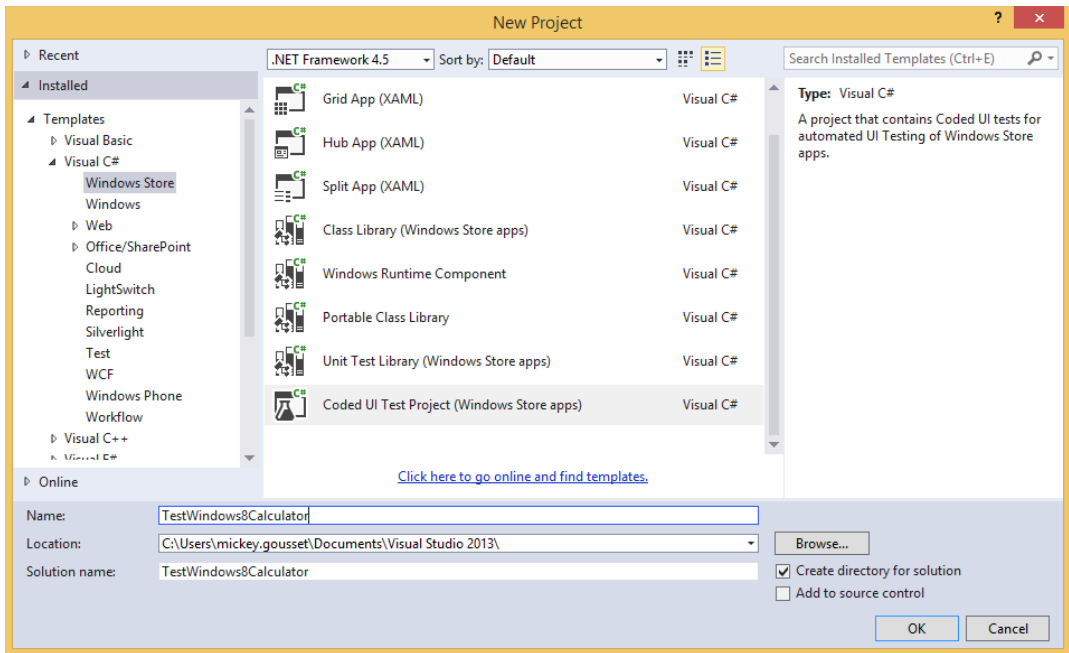 New Project
?
×
Recent
.NET Framework 4.5
Sort by: Default
Search Installed Templates (Ctrl+E)
Installed
Templates
Visual Basic
Visual C#
Windows Store
Windows
Web
Office/SharePoint
Cloud
LightSwitch
Reporting
Silverlight
Test
WCF
Windows Phone
Workflow
Visual C++
Visual F#
Online
C# Grid App (XAML) Visual C#
C# Hub App (XAML) Visual C#
C# Split App (XAML) Visual C#
C# Class Library (Windows Store apps) Visual C#
C# Windows Runtime Component Visual C#
C# Portable Class Library Visual C#
C# Unit Test Library (Windows Store apps) Visual C#
C# Coded UI Test Project (Windows Store apps) Visual C#
Click here to go online and find templates.
Type: Visual C#
A project that contains Coded UI tests for
automated UI Testing of Windows Store
apps.
Name: TestWindows8Calculator
Location: C:\Users\mickey.gousset\Documents\Visual Studio 2013\
Browse...
Solution name: TestWindows8Calculator
Create directory for solution
Add to source control
OK
Cancel